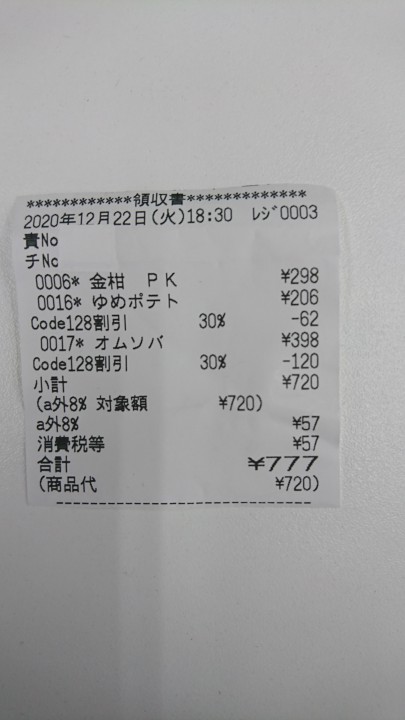 ************領収書*************
2020年12月22日(火)18:30 ﾚｼﾞ0003
責No
チNo
0006* 金柑 PK ¥298
0016* ゆめポテト ¥206
Code128割引 30% -62
0017* オムソバ ¥398
Code128割引 30% -120
小計 ¥720
(a外8% 対象額 ¥720)
a外8% ¥57
消費税等 ¥57
合計 ¥777
(商品代 ¥720)